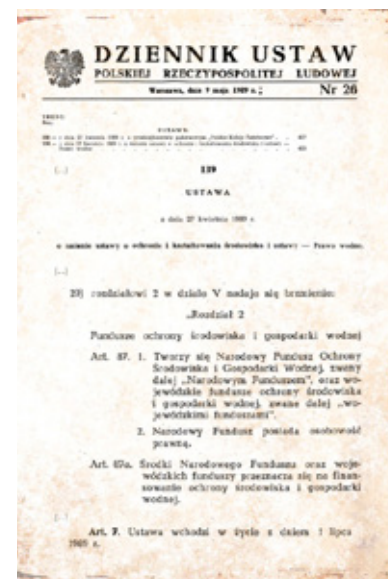 DZIENNIK USTAW
POLSKIEJ RZECZYPOSPOLITEJ LUDOWEJ
Warszawa, dnia 9 maja 1989 r.
Nr 26
TREŚĆ:
Poz.
USTAWA
(...)
139
USTAWA
z dnia 27 kwietnia 1989 r.
o zmianie ustawy o ochronie i kształtowaniu środowiska i ustawy — Prawo wodne.
(...)
29) rozdziałowi 2 w dziale V nadaje się brzmienie:
„Rozdział 2
Fundusze ochrony środowiska i gospodarki wodnej
Art. 87. 1. Tworzy się Narodowy Fundusz Ochrony
Środowiska i Gospodarki Wodnej, zwany
dalej „Narodowym Funduszem", oraz wo-
jewódzkie fundusze ochrony środowiska
i gospodarki wodnej, zwane dalej „wo-
jewódzkimi funduszami".
2. Narodowy Fundusz posiada osobowość
prawną.
Art. 87a. Środki Narodowego Funduszu oraz woje-
wódzkich funduszy przeznacza się na finan-
sowanie ochrony środowiska i gospodarki
wodnej.
Art. 7. Ustawa wchodzi w życie z dniem 1 lipca
1989 r.